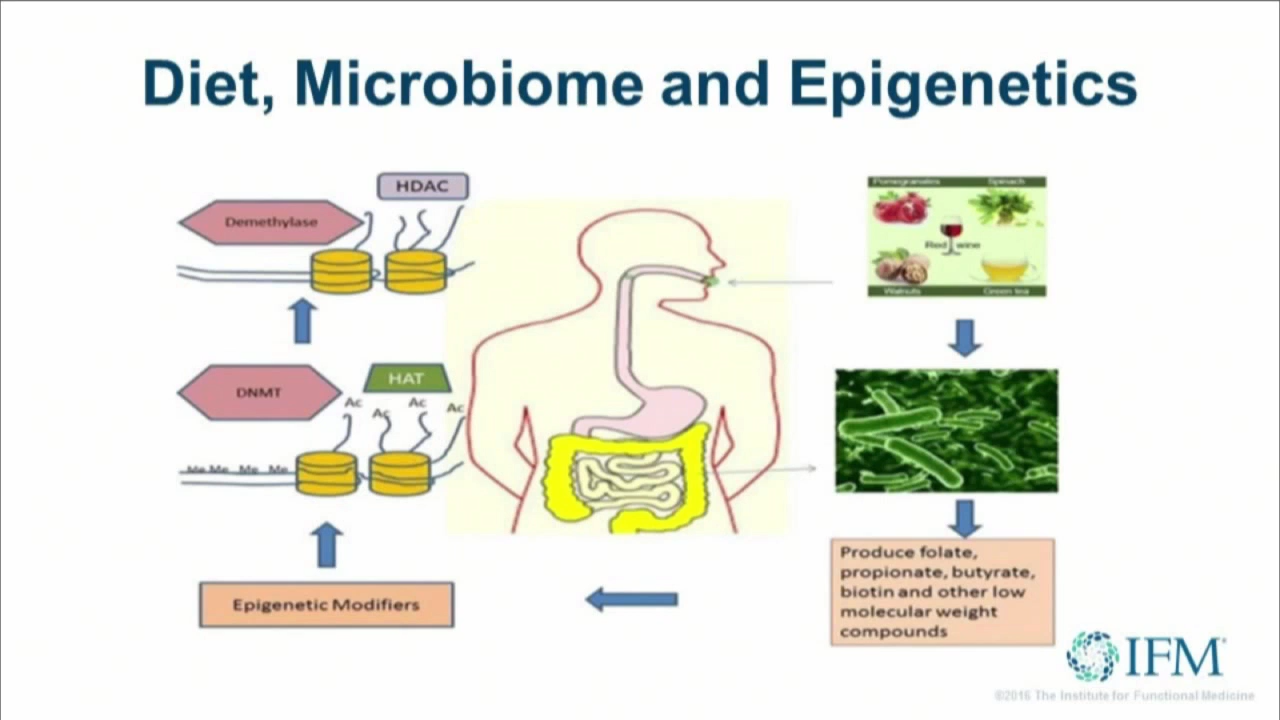 Diet, Microbiome and Epigenetics
HDAC
Demethylase
DNMT
HAT
Ac
Ac
Ac
Ac
Me Me Me Me
Epigenetic Modifiers
Pomegranates
Spinach
Red wine
Walnuts
Green tea
Produce folate,
propionate, butyrate,
biotin and other low
molecular weight
compounds
IFM
©2016 The Institute for Functional Medicine